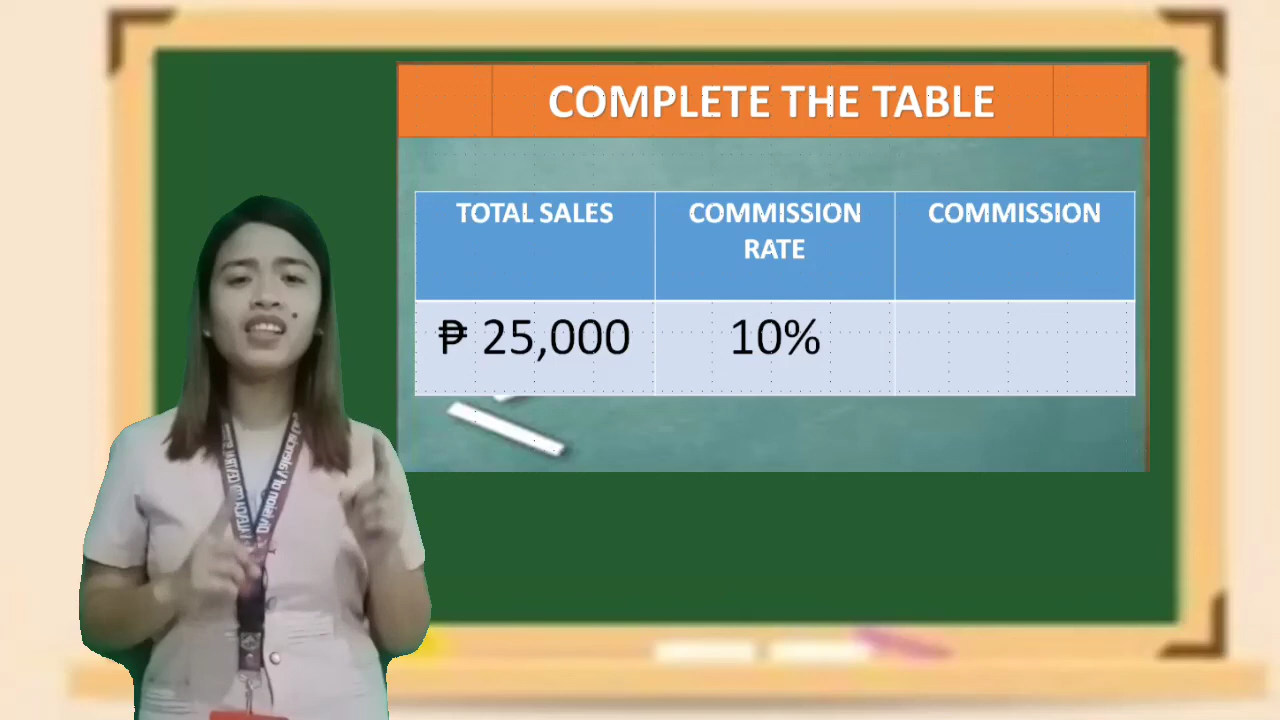 COMPLETE THE TABLE
TOTAL SALES
COMMISSION
RATE
COMMISSION
₱ 25,000
10%